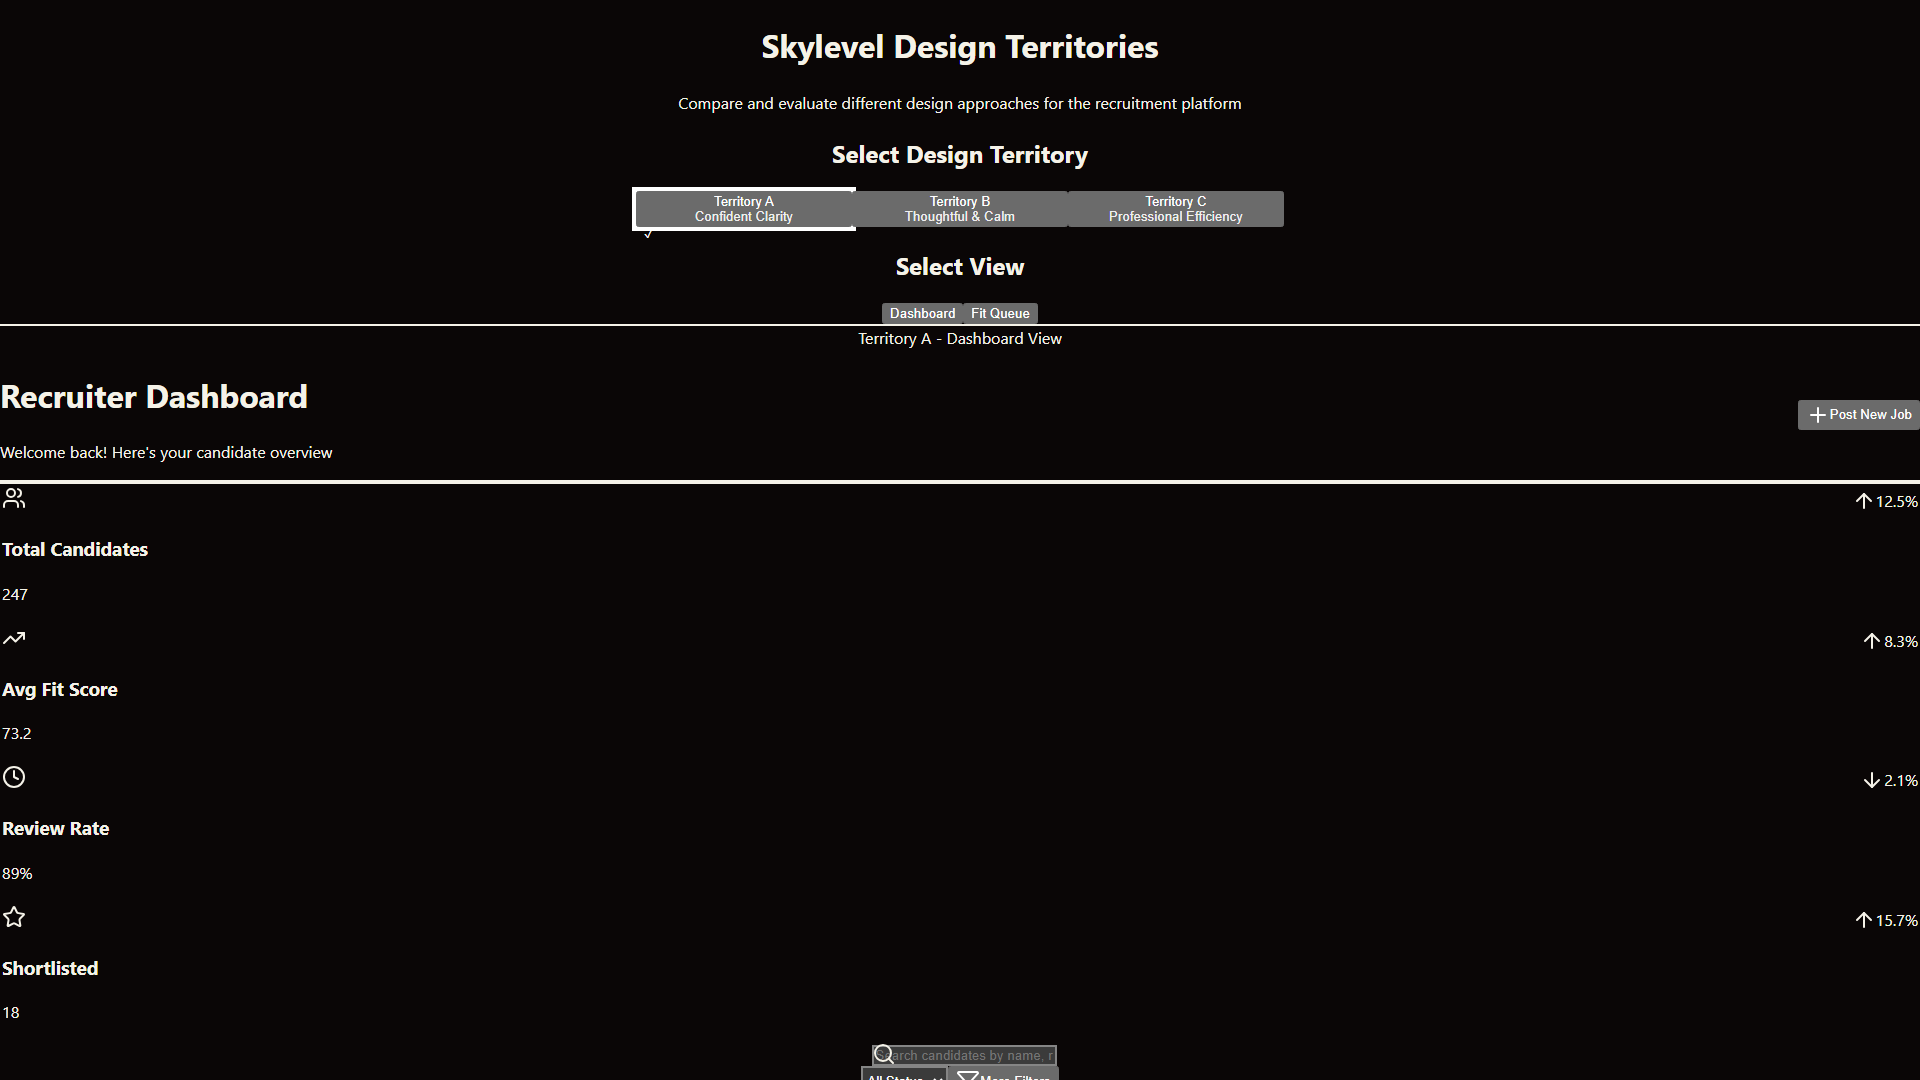 Skylevel Design Territories
Compare and evaluate different design approaches for the recruitment platform
Select Design Territory
Territory A
Confident Clarity
Territory B
Thoughtful & Calm
Territory C
Professional Efficiency
✓
Select View
Dashboard
Fit Queue
Territory A - Dashboard View
Recruiter Dashboard
Post New Job
Welcome back! Here's your candidate overview
12.5%
Total Candidates
247
8.3%
Avg Fit Score
73.2
2.1%
Review Rate
89%
15.7%
Shortlisted
18
Search candidates by name, r
All Status
More Filters